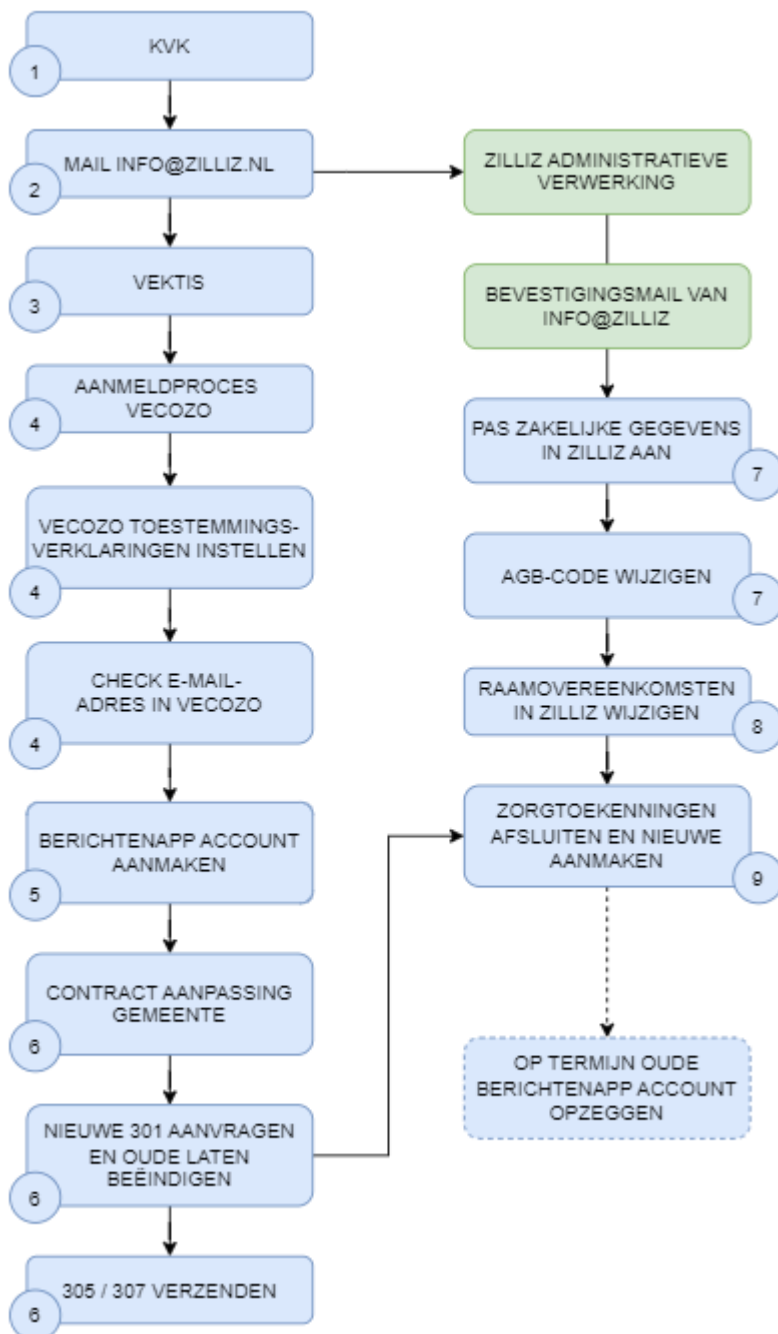 KVK
1
MAIL INFO@ZILLIZ.NL
2
VEKTIS
3
AANMELDPROCES
VECOZO
4
VECOZO TOESTEMMINGS-
VERKLARINGEN INSTELLEN
4
CHECK E-MAIL-
ADRES IN VECOZO
4
BERICHTENAPP ACCOUNT
AANMAKEN
5
CONTRACT AANPASSING
GEMEENTE
6
NIEUWE 301 AANVRAGEN
EN OUDE LATEN
BEËINDIGEN
6
305 / 307 VERZENDEN
6
ZILLIZ ADMINISTRATIEVE
VERWERKING
BEVESTIGINGSMAIL VAN
INFO@ZILLIZ
PAS ZAKELIJKE GEGEVENS
IN ZILLIZ AAN
7
AGB-CODE WIJZIGEN
7
RAAMOVEREENKOMSTEN
IN ZILLIZ WIJZIGEN
8
ZORGTOEKENNINGEN
AFSLUITEN EN NIEUWE
AANMAKEN
9
OP TERMIJN OUDE
BERICHTENAPP ACCOUNT
OPZEGGEN